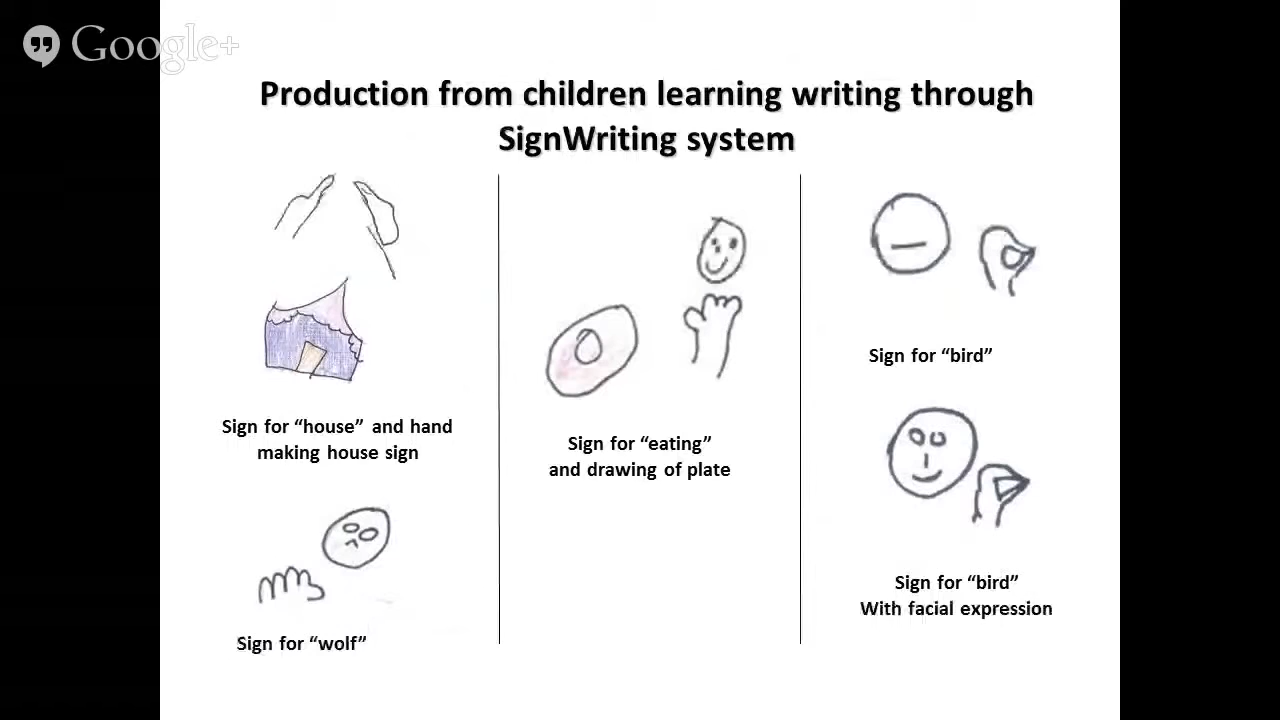 Google+
Production from children learning writing through
SignWriting system
Sign for “house” and hand
making house sign
Sign for “wolf”
Sign for “eating”
and drawing of plate
Sign for “bird”
Sign for “bird”
With facial expression